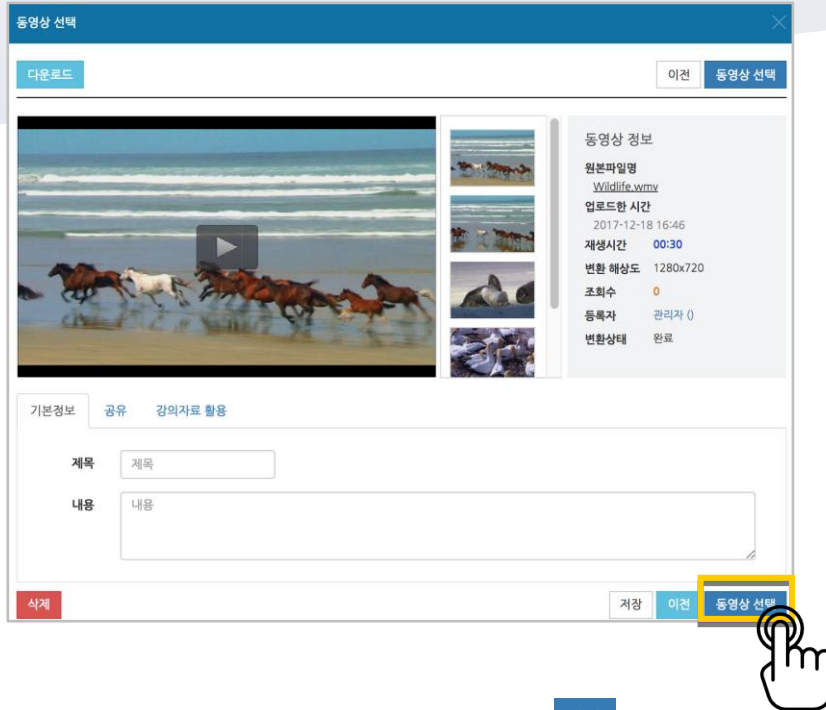 동영상 선택
다운로드
이전
동영상 선택
동영상 정보
원본파일명
Wildlife.wmv
업로드한 시간
2017-12-18 16:46
재생시간 00:30
변환 해상도 1280x720
조회수 0
등록자 관리자 ()
변환상태 완료
기본정보 공유 강의자료 활용
제목 제목
내용 내용
삭제
저장 이전 동영상 선택